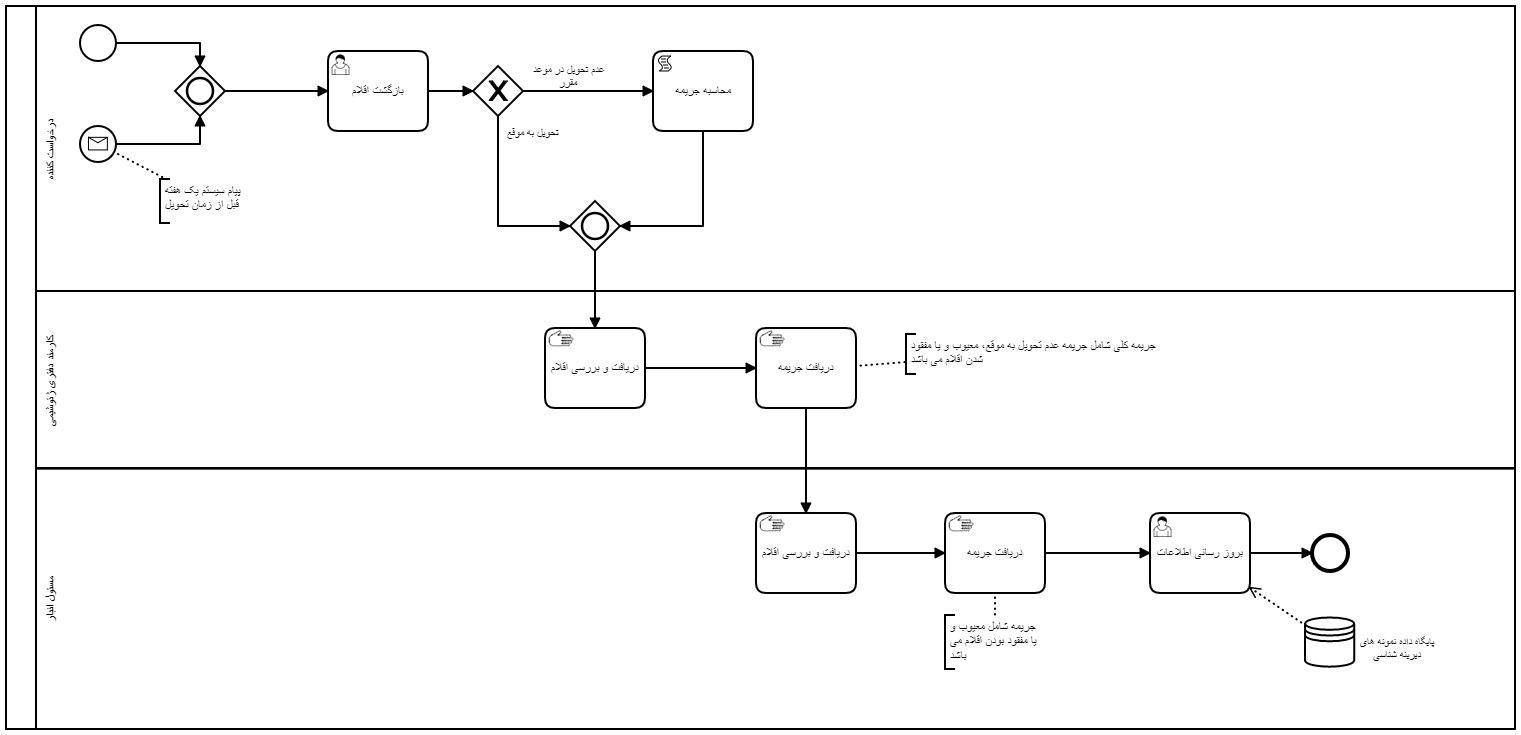 درخواست کننده
پیام سیستم یک هفته
قبل از زمان تحویل
بازگشت اقلام
عدم تحویل در موعد
مقرر
تحویل به موقع
محاسبه جریمه
دریافت و بررسی اقلام
دریافت جریمه
جریمه کلی شامل جریمه عدم تحویل به موقع، معیوب و یا مفقود
شدن اقلام می باشد
مسئول انبار
دریافت و بررسی اقلام
دریافت جریمه
جریمه شامل معیوب و
یا مفقود بودن اقلام می
باشد
بروز رسانی اطلاعات
پایگاه داده نمونه های
دیرینه شناسی
کارمند دفتری